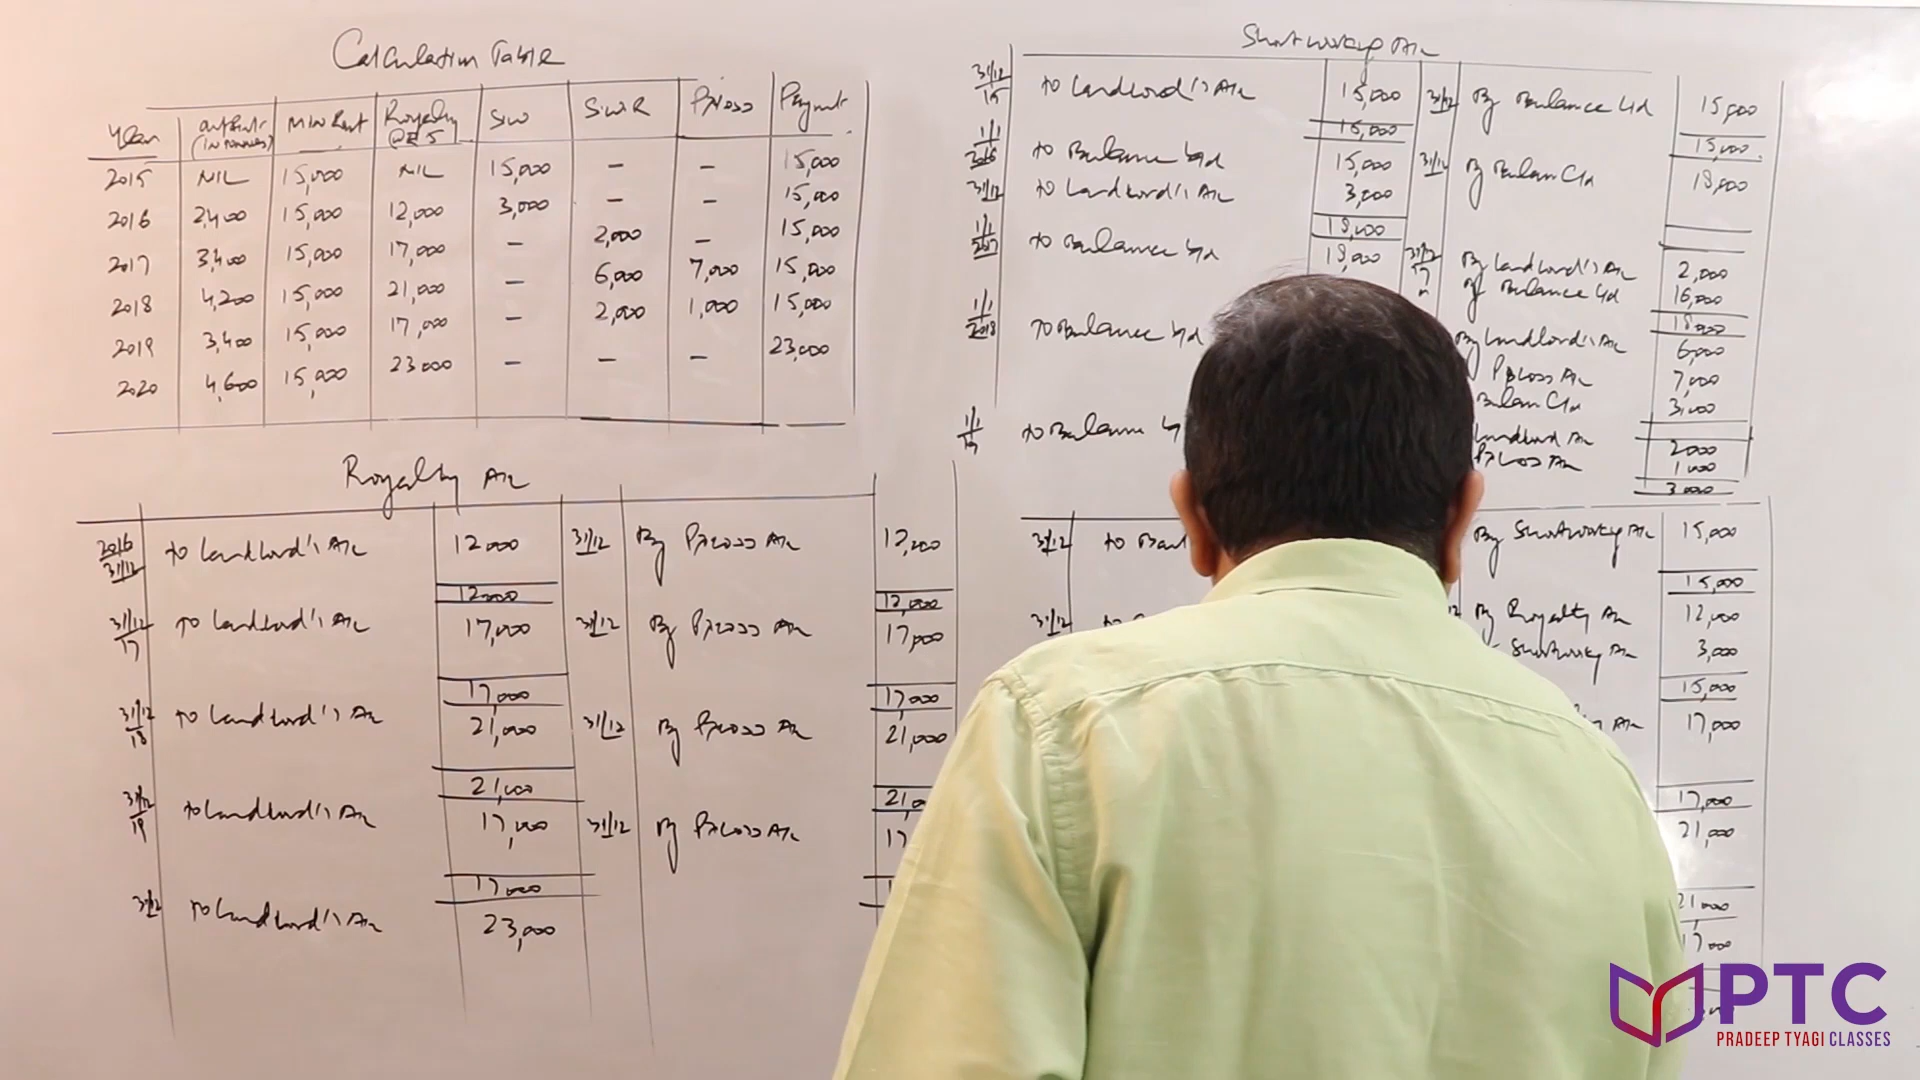 Calculation Table
Year output (in tonnes) Min Rent Royalty @₹5 SW SWR P&Loss Payment
2015 NIL 15,000 NIL 15,000 - - 15,000
2016 2,400 15,000 12,000 3,000 - - 15,000
2017 3,400 15,000 17,000 - 2,000 - 15,000
2018 4,200 15,000 21,000 - 6,000 7,000 15,000
2019 3,400 15,000 17,000 - 2,000 1,000 15,000
2020 4,600 15,000 23000 - - - 23,000
Royalty A/c
2016 31/12 To Landlord's A/c 12000 31/12 By P&Loss A/c 12,000
12000 12,000
31/12 17 To Landlord's A/c 17,000 31/12 By P&Loss A/c 17,000
17,000 17,000
31/12 18 To Landlord's A/c 21,000 31/12 By P&Loss A/c 21,000
21,000
31/12 19 To Landlord's A/c 17,000 31/12 By P&Loss A/c 17
17000
31/12 To Landlord's A/c 23,000
Shortworking A/c
31/12 15 To Landlord's A/c 15,000 31/12 By Balance c/d 15,000
15,000 15,000
1/1 2016 To Balance b/d 15,000 31/12 By Balance c/d 18,000
31/12 To Landlord's A/c 3,000
18,000
1/1 2017 To Balance b/d 18,000 31/12 17 By Landlord's A/c 2,000
By Balance c/d 16,000
18000
1/1 2018 To Balance b/d By Landlord's A/c 6,000
P&Loss A/c 7,000
Balance c/d 3,000
1/1 19 To Balance Landlord A/c 2000
P&Loss A/c 1000
3000
31/12 To By Shortworking A/c 15,000
15,000
31/12 To By Royalty A/c 12,000
Shortworking A/c 3,000
15,000
A/c 17,000
17,000
21,000
21000
17000
PTC
PRADEEP TYAGI CLASSES